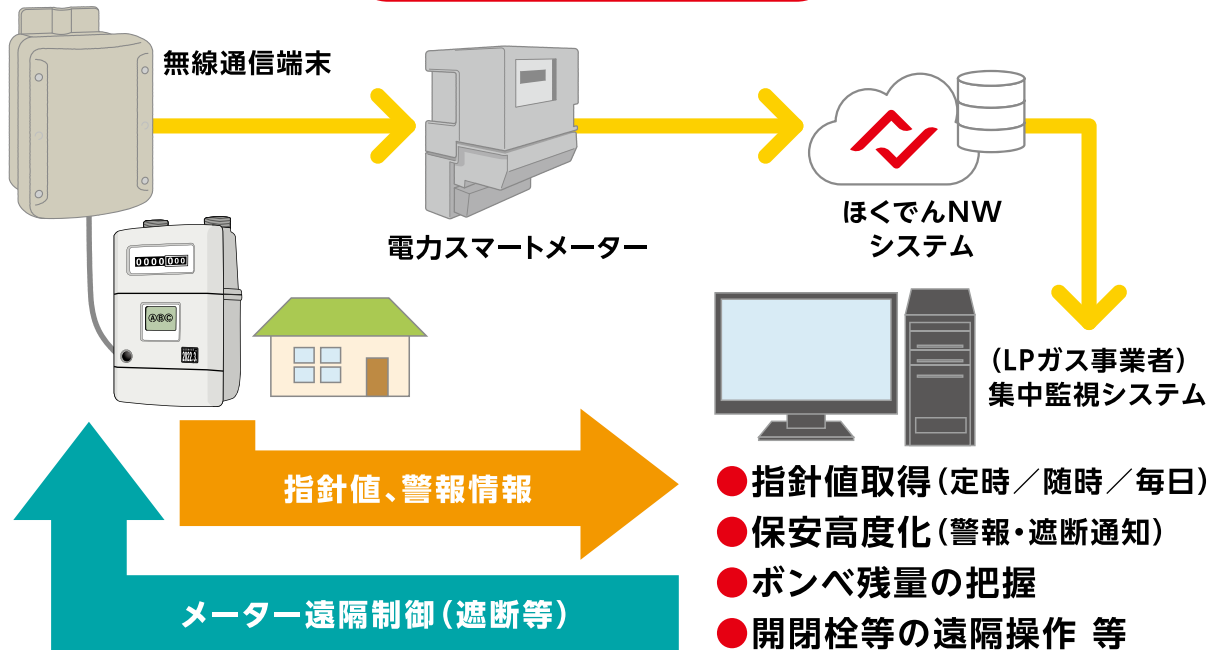 無線通信端末
電力スマートメーター
ほくでんNW
システム
0000000
ABC
2022.3
(LPガス事業者)
集中監視システム
指針値、警報情報
メーター遠隔制御(遮断等)
●指針値取得(定時/随時/毎日)
●保安高度化(警報・遮断通知)
●ボンベ残量の把握
●開閉栓等の遠隔操作 等